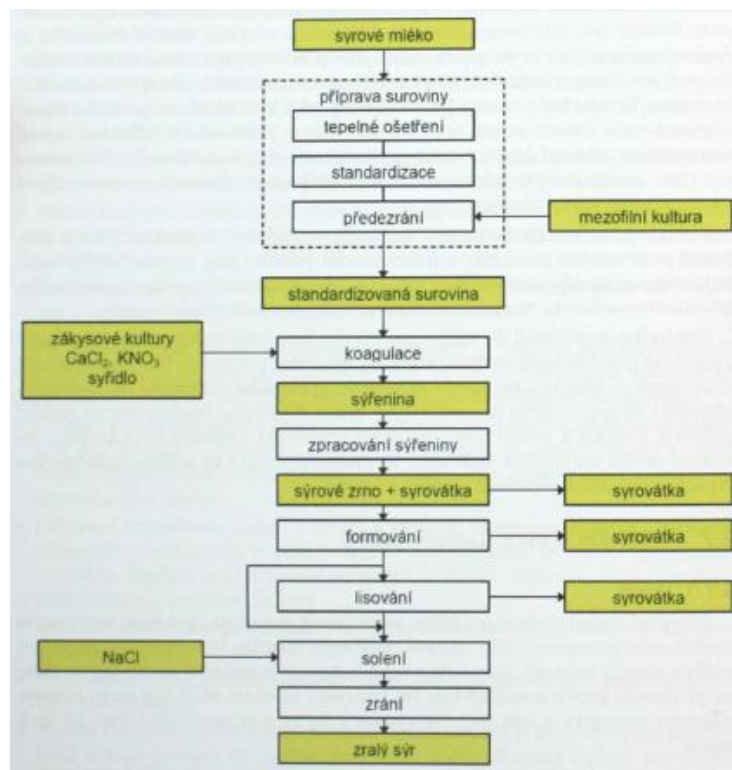 syrové mléko
příprava suroviny
tepelné ošetření
standardizace
předezrání
mezofilní kultura
standardizovaná surovina
zákysové kultury
CaCl₂, KNO₃
syřidlo
koagulace
sýřenina
zpracování sýřeniny
sýrové zrno + syrovátka
syrovátka
formování
syrovátka
lisování
syrovátka
NaCl
solení
zrání
zralý sýr